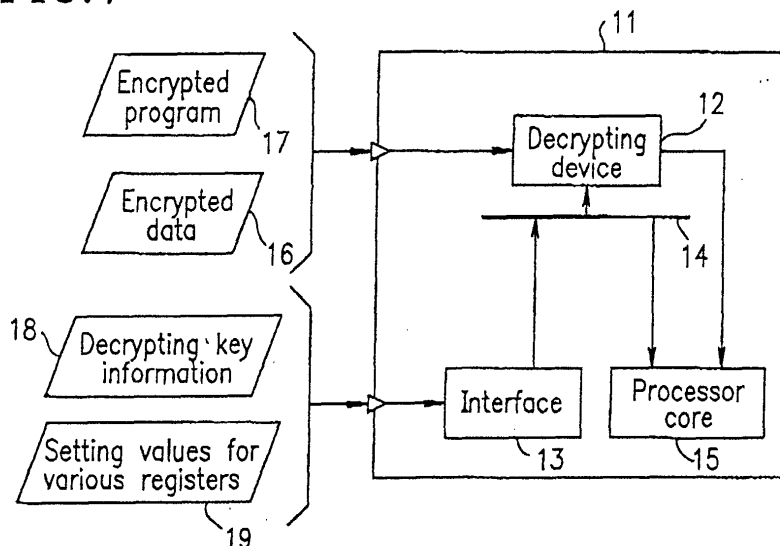 11
Encrypted
program
17
Decrypting
device
12
Encrypted
data
16
14
18
Decrypting key
information
Interface
13
Processor
core
15
Setting values for
various registers
19